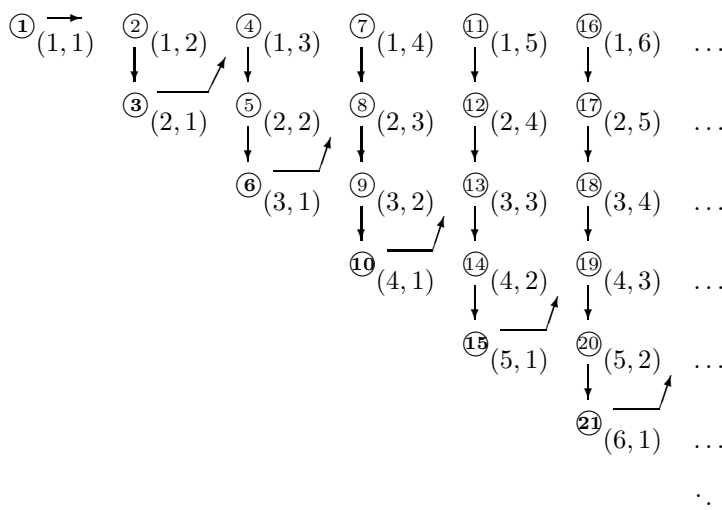 ① (1, 1) ② (1, 2) ④ (1, 3) ⑦ (1, 4) ⑪ (1, 5) ⑯ (1, 6) …
③ (2, 1) ⑤ (2, 2) ⑧ (2, 3) ⑫ (2, 4) ⑰ (2, 5) …
⑥ (3, 1) ⑨ (3, 2) ⑬ (3, 3) ⑱ (3, 4) …
⑩ (4, 1) ⑭ (4, 2) ⑲ (4, 3) …
⑮ (5, 1) ⑳ (5, 2) …
㉑ (6, 1) …
⋱